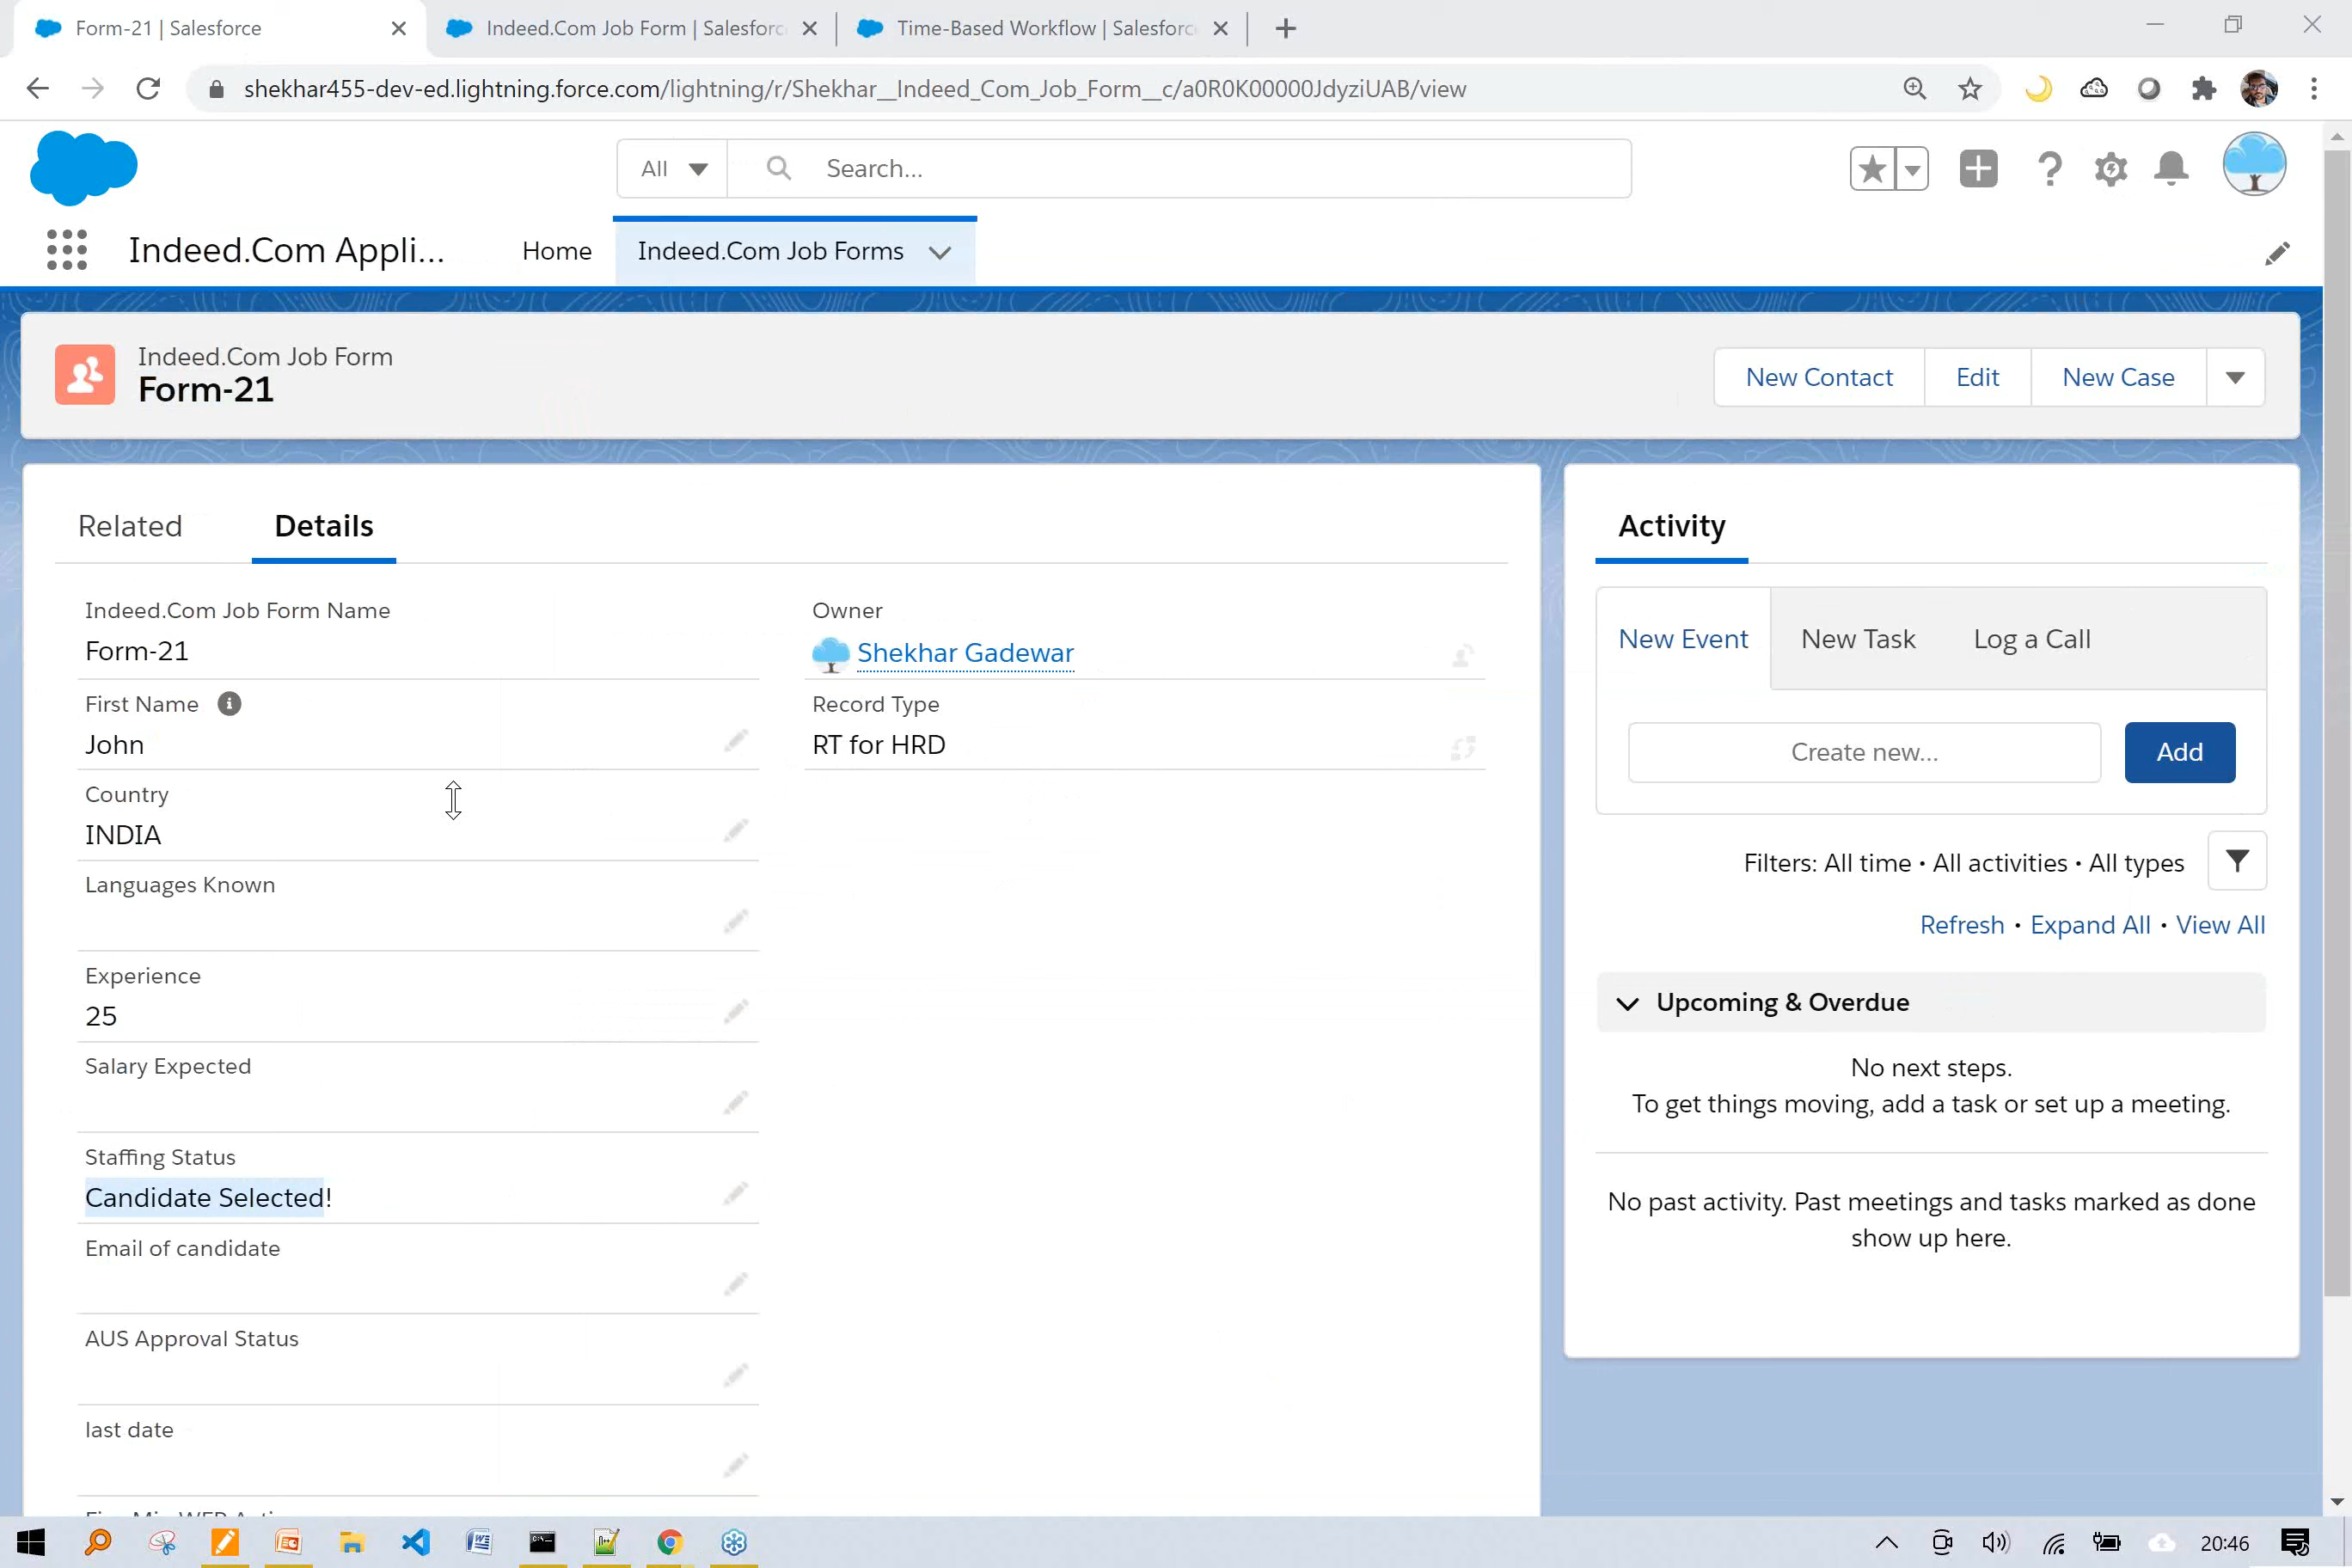 Form-21 | Salesforce
Indeed.Com Job Form | Salesforc
Time-Based Workflow | Salesforc
shekhar455-dev-ed.lightning.force.com/lightning/r/Shekhar__Indeed_Com_Job_Form__c/a0R0K00000JdyziUAB/view
All
Search...
Indeed.Com Appli...
Home
Indeed.Com Job Forms
Indeed.Com Job Form
Form-21
New Contact
Edit
New Case
Related
Details
Indeed.Com Job Form Name
Form-21
First Name
John
Country
INDIA
Languages Known
Experience
25
Salary Expected
Staffing Status
Candidate Selected!
Email of candidate
AUS Approval Status
last date
Owner
Shekhar Gadewar
Record Type
RT for HRD
Activity
New Event
New Task
Log a Call
Create new...
Add
Filters: All time • All activities • All types
Refresh • Expand All • View All
Upcoming & Overdue
No next steps.
To get things moving, add a task or set up a meeting.
No past activity. Past meetings and tasks marked as done
show up here.
20:46